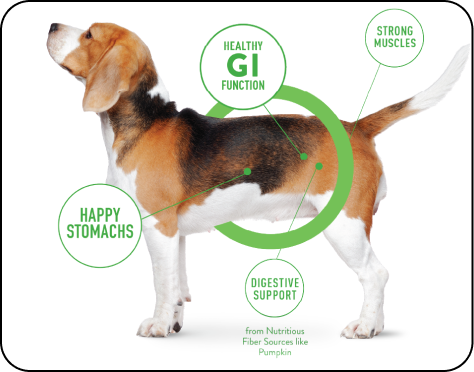 HEALTHY
GI
FUNCTION
STRONG
MUSCLES
HAPPY
STOMACHS
DIGESTIVE
SUPPORT
from Nutritious
Fiber Sources like
Pumpkin